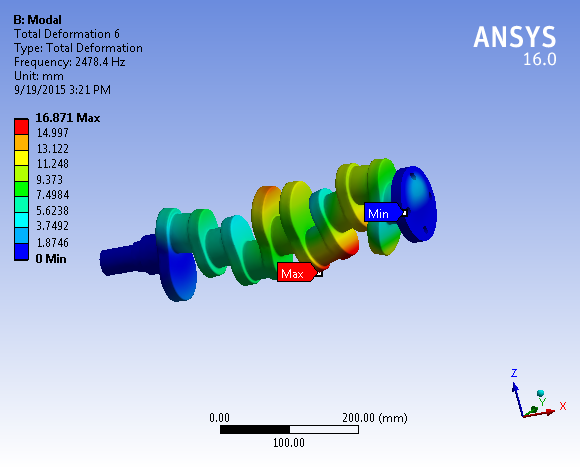 B: Modal
Total Deformation 6
Type: Total Deformation
Frequency: 2478.4 Hz
Unit: mm
9/19/2015 3:21 PM
ANSYS
16.0
16.871 Max
14.997
13.122
11.248
9.373
7.4984
5.6238
3.7492
1.8746
0 Min
Min
Max
Z
Y
X
0.00
200.00 (mm)
100.00